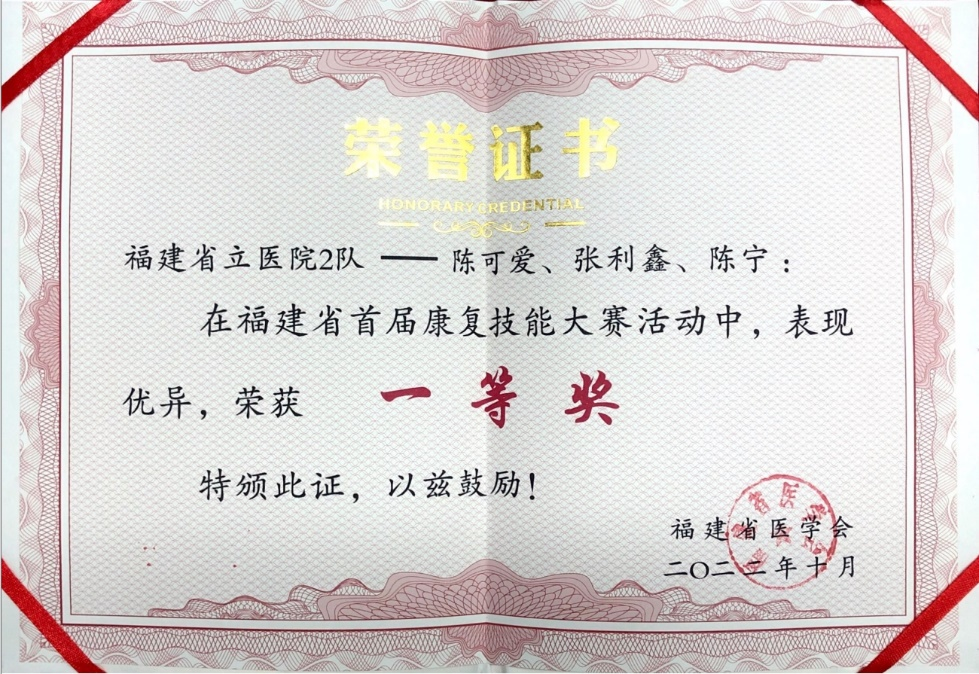 荣誉证书
HONORARY CREDENTIAL
福建省立医院2队 —— 陈可爱、张利鑫、陈宁：
在福建省首届康复技能大赛活动中，表现
优异，荣获 一等奖
特颁此证，以兹鼓励！
福建省医学会
二〇二二年十月